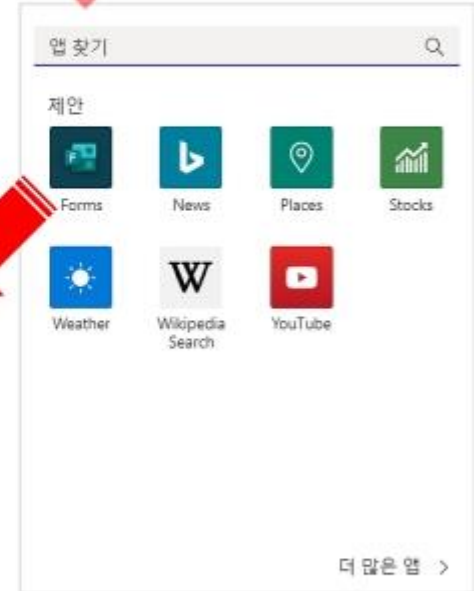 앱 찾기
제안
Forms
News
Places
Stocks
Weather
Wikipedia
Search
YouTube
더 많은 앱 >